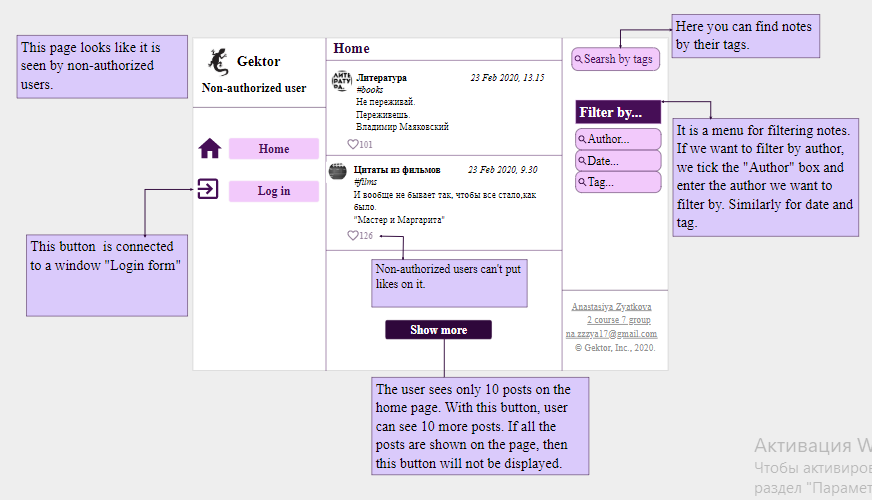 This page looks like it is
seen by non-authorized
users.
Gektor
Non-authorized user
Home
Log in
This button is connected
to a window "Login form"
Home
Литература
23 Feb 2020, 13.15
#books
Не переживай.
Переживешь.
Владимир Маяковский
101
Цитаты из фильмов
23 Feb 2020, 9.30
#films
И вообще не бывает так, чтобы все стало,как
было.
"Мастер и Маргарита"
126
Non-authorized users can't put
likes on it.
Show more
The user sees only 10 posts on the
home page. With this button, user
can see 10 more posts. If all the
posts are shown on the page, then
this button will not be displayed.
Searsh by tags
Here you can find notes
by their tags.
Filter by...
Author...
Date...
Tag...
It is a menu for filtering notes.
If we want to filter by author,
we tick the "Author" box and
enter the author we want to
filter by. Similarly for date and
tag.
Anastasiya Zyatkova
2 course 7 group
na.zzzya17@gmail.com
© Gektor, Inc., 2020.
Активация W
Чтобы активиров
раздел "Парамет